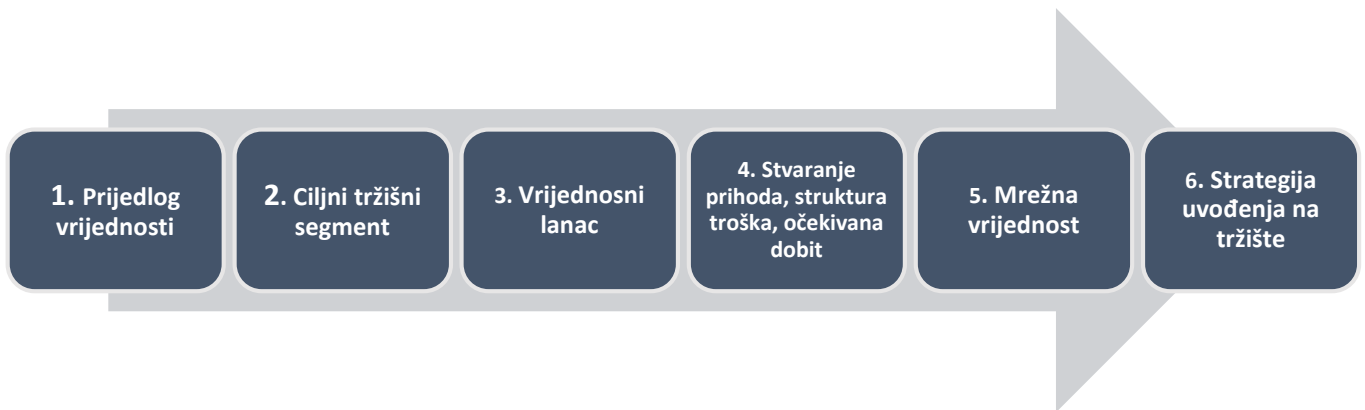 1. Prijedlog
vrijednosti
2. Ciljni tržišni
segment
3. Vrijednosni
lanac
4. Stvaranje
prihoda, struktura
troška, očekivana
dobit
5. Mrežna
vrijednost
6. Strategija
uvođenja na
tržište